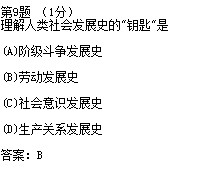 第9题 （1分）
理解人类社会发展史的“钥匙”是
(A)阶级斗争发展史
(B)劳动发展史
(C)社会意识发展史
(D)生产关系发展史
答案：B